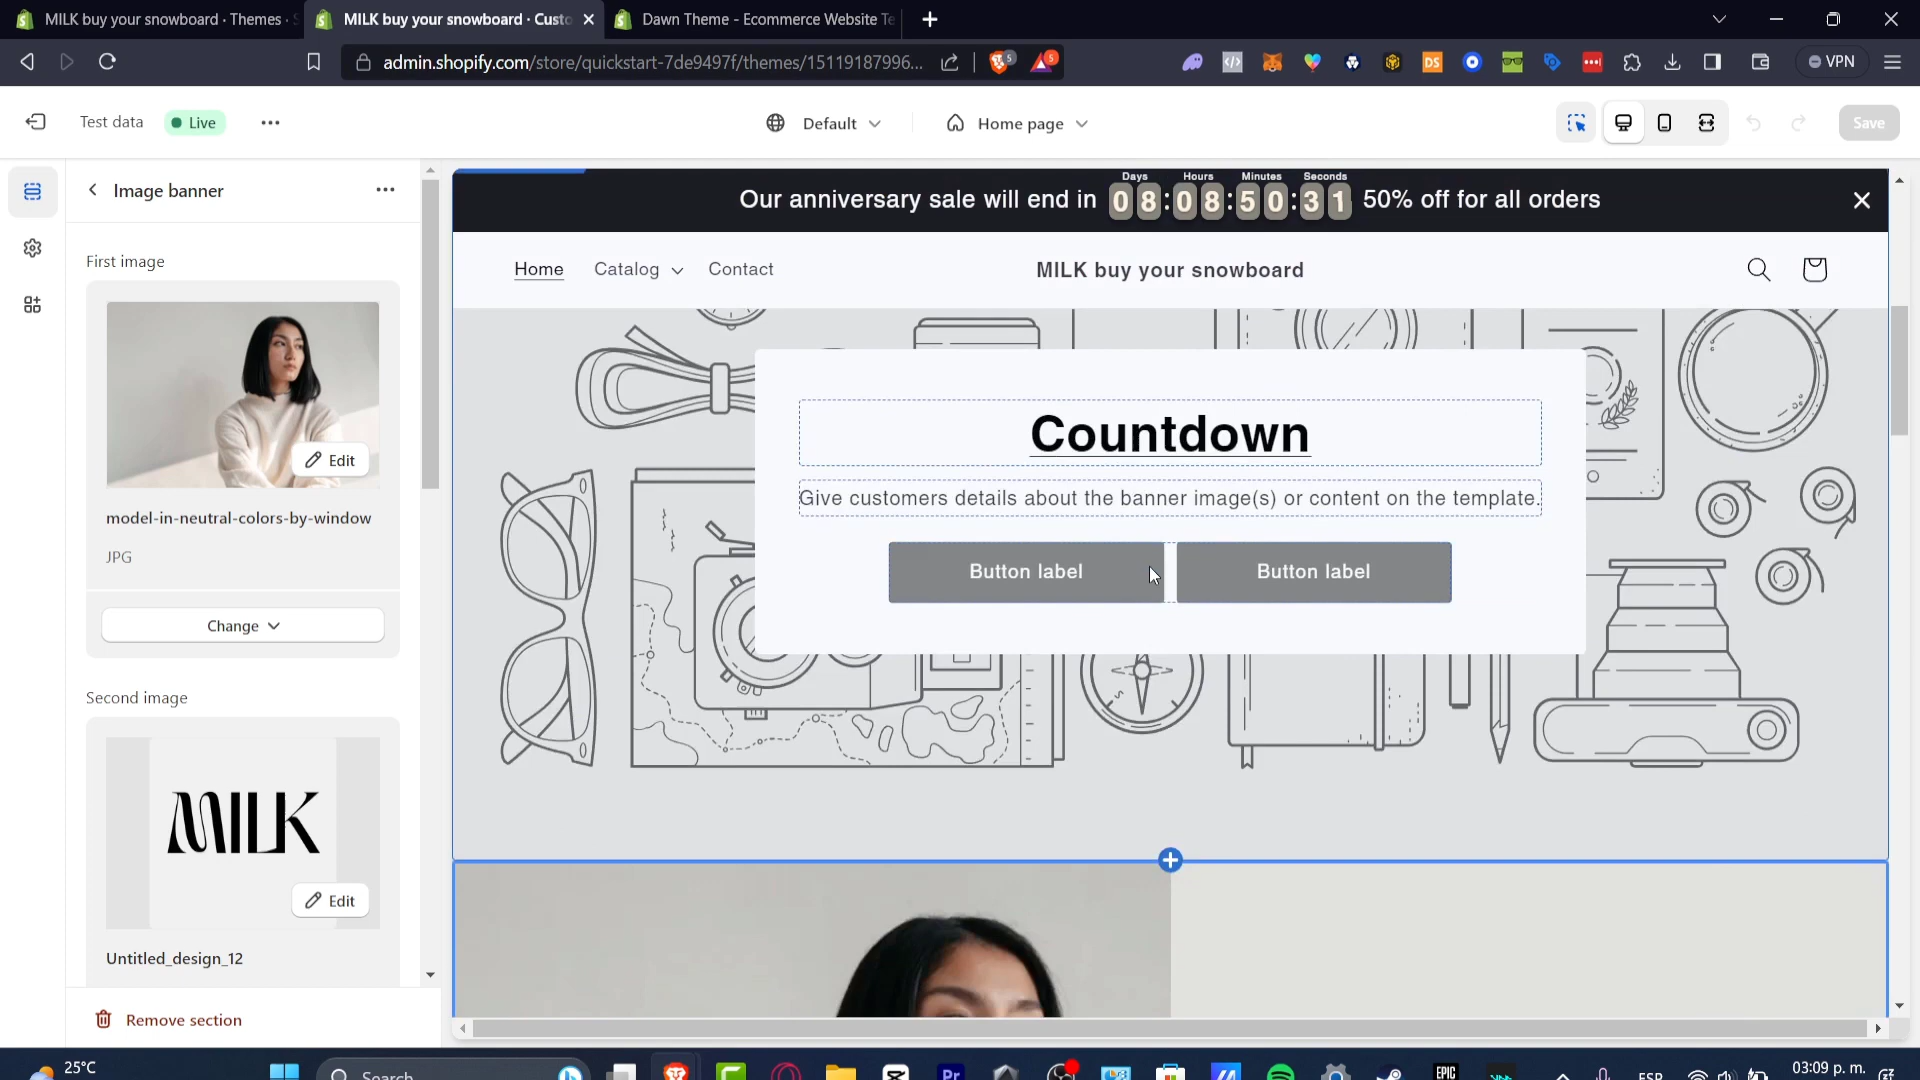 MILK buy your snowboard · Themes ·
MILK buy your snowboard · Custo
Dawn Theme - Ecommerce Website Te
admin.shopify.com/store/quickstart-7de9497f/themes/15119187996...
5
5
DS
VPN
Test data
Live
Default
Home page
Save
Image banner
First image
Edit
model-in-neutral-colors-by-window
JPG
Change
Second image
MILK
Edit
Untitled_design_12
Remove section
Days Hours Minutes Seconds
Our anniversary sale will end in 08:08:50:31 50% off for all orders
Home Catalog Contact
MILK buy your snowboard
Countdown
Give customers details about the banner image(s) or content on the template.
Button label
Button label
25°C
Search
Pr
EPIC
ESP
03:09 p. m.